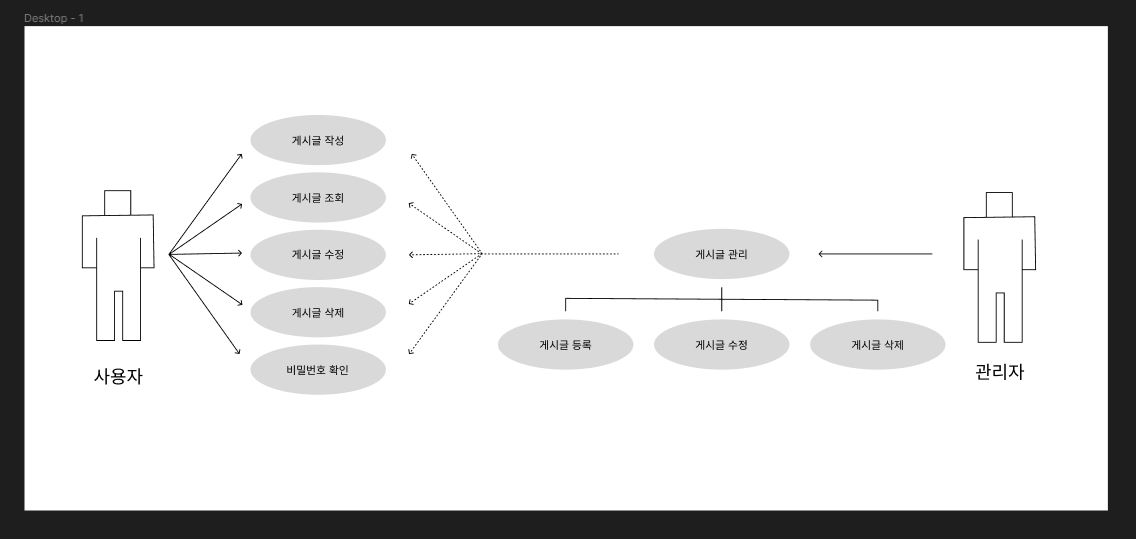 Desktop - 1
게시글 작성
게시글 조회
게시글 수정
게시글 삭제
비밀번호 확인
사용자
게시글 관리
게시글 등록
게시글 수정
게시글 삭제
관리자